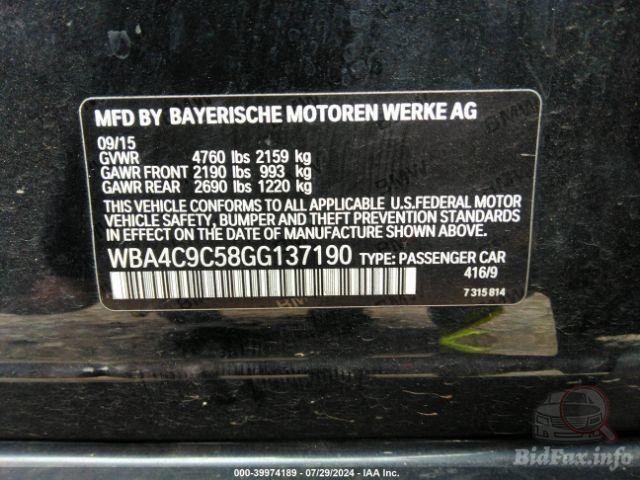 MFD BY BAYERISCHE MOTOREN WERKE AG
09/15
GVWR 4760 lbs 2159 kg
GAWR FRONT 2190 lbs 993 kg
GAWR REAR 2690 lbs 1220 kg
THIS VEHICLE CONFORMS TO ALL APPLICABLE U.S.FEDERAL MOTOR
VEHICLE SAFETY, BUMPER AND THEFT PREVENTION STANDARDS
IN EFFECT ON THE DATE OF MANUFACTURE SHOWN ABOVE.
WBA4C9C58GG137190 TYPE: PASSENGER CAR
416/9
7 315 814
BidFax.info
000-39974189 - 07/29/2024 - IAA Inc.